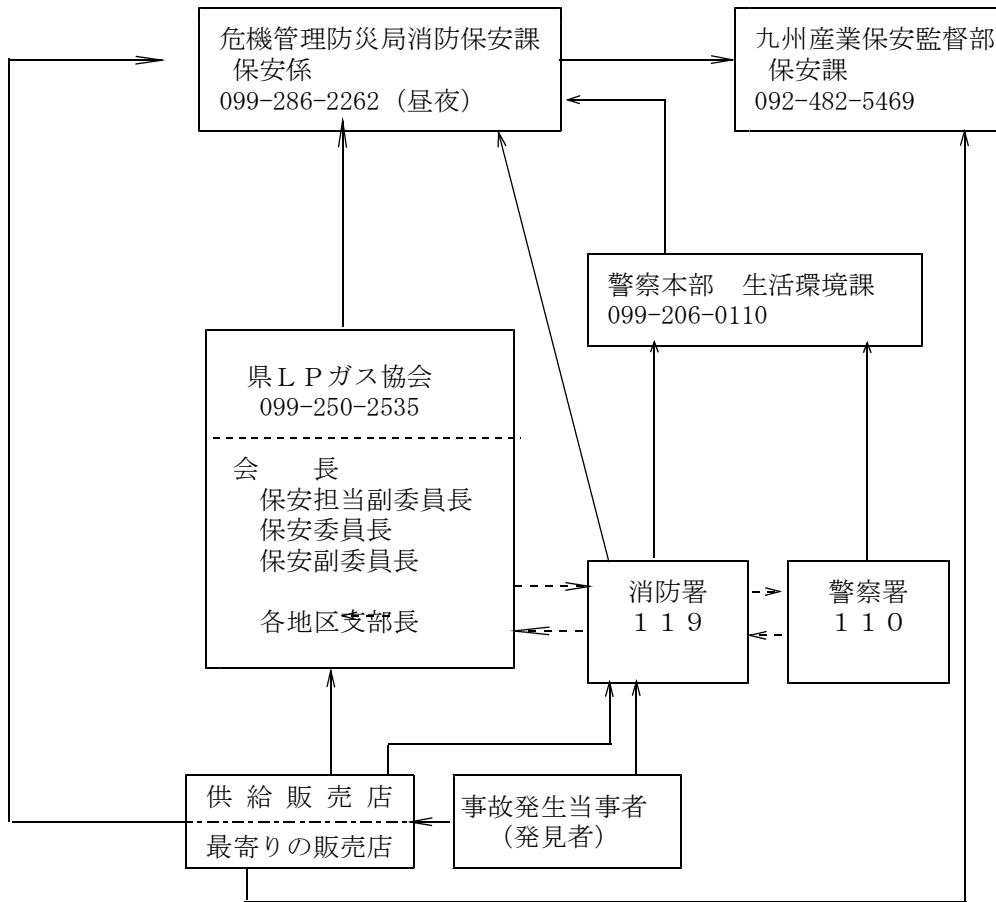 危機管理防災局消防保安課
保安係
099-286-2262（昼夜）
九州産業保安監督部
保安課
092-482-5469
警察本部　生活環境課
099-206-0110
県ＬＰガス協会
099-250-2535
会　　長
保安担当副委員長
保安委員長
保安副委員長
各地区支部長
消防署
１１９
警察署
１１０
供 給 販 売 店
最寄りの販売店
事故発生当事者
（発見者）